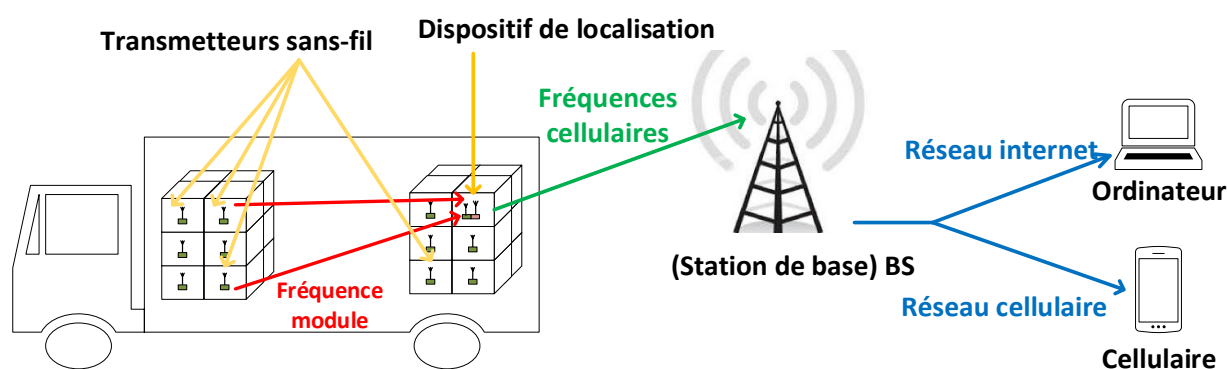 Transmetteurs sans-fil
Dispositif de localisation
Fréquences
cellulaires
Réseau internet
Ordinateur
(Station de base) BS
Fréquence
module
Réseau cellulaire
Cellulaire